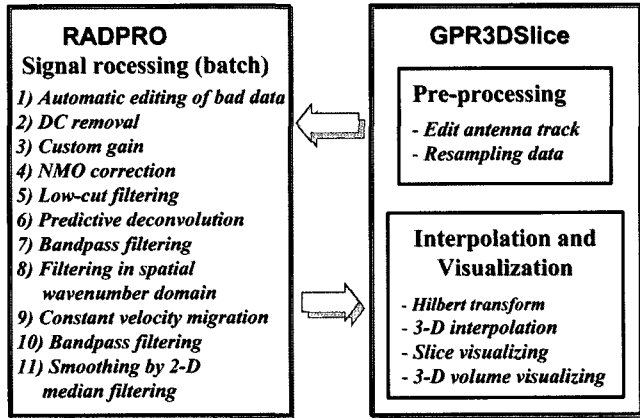 RADPRO
Signal rocessing (batch)
1) Automatic editing of bad data
2) DC removal
3) Custom gain
4) NMO correction
5) Low-cut filtering
6) Predictive deconvolution
7) Bandpass filtering
8) Filtering in spatial
wavenumber domain
9) Constant velocity migration
10) Bandpass filtering
11) Smoothing by 2-D
median filtering
GPR3DSlice
Pre-processing
- Edit antenna track
- Resampling data
Interpolation and
Visualization
- Hilbert transform
- 3-D interpolation
- Slice visualizing
- 3-D volume visualizing